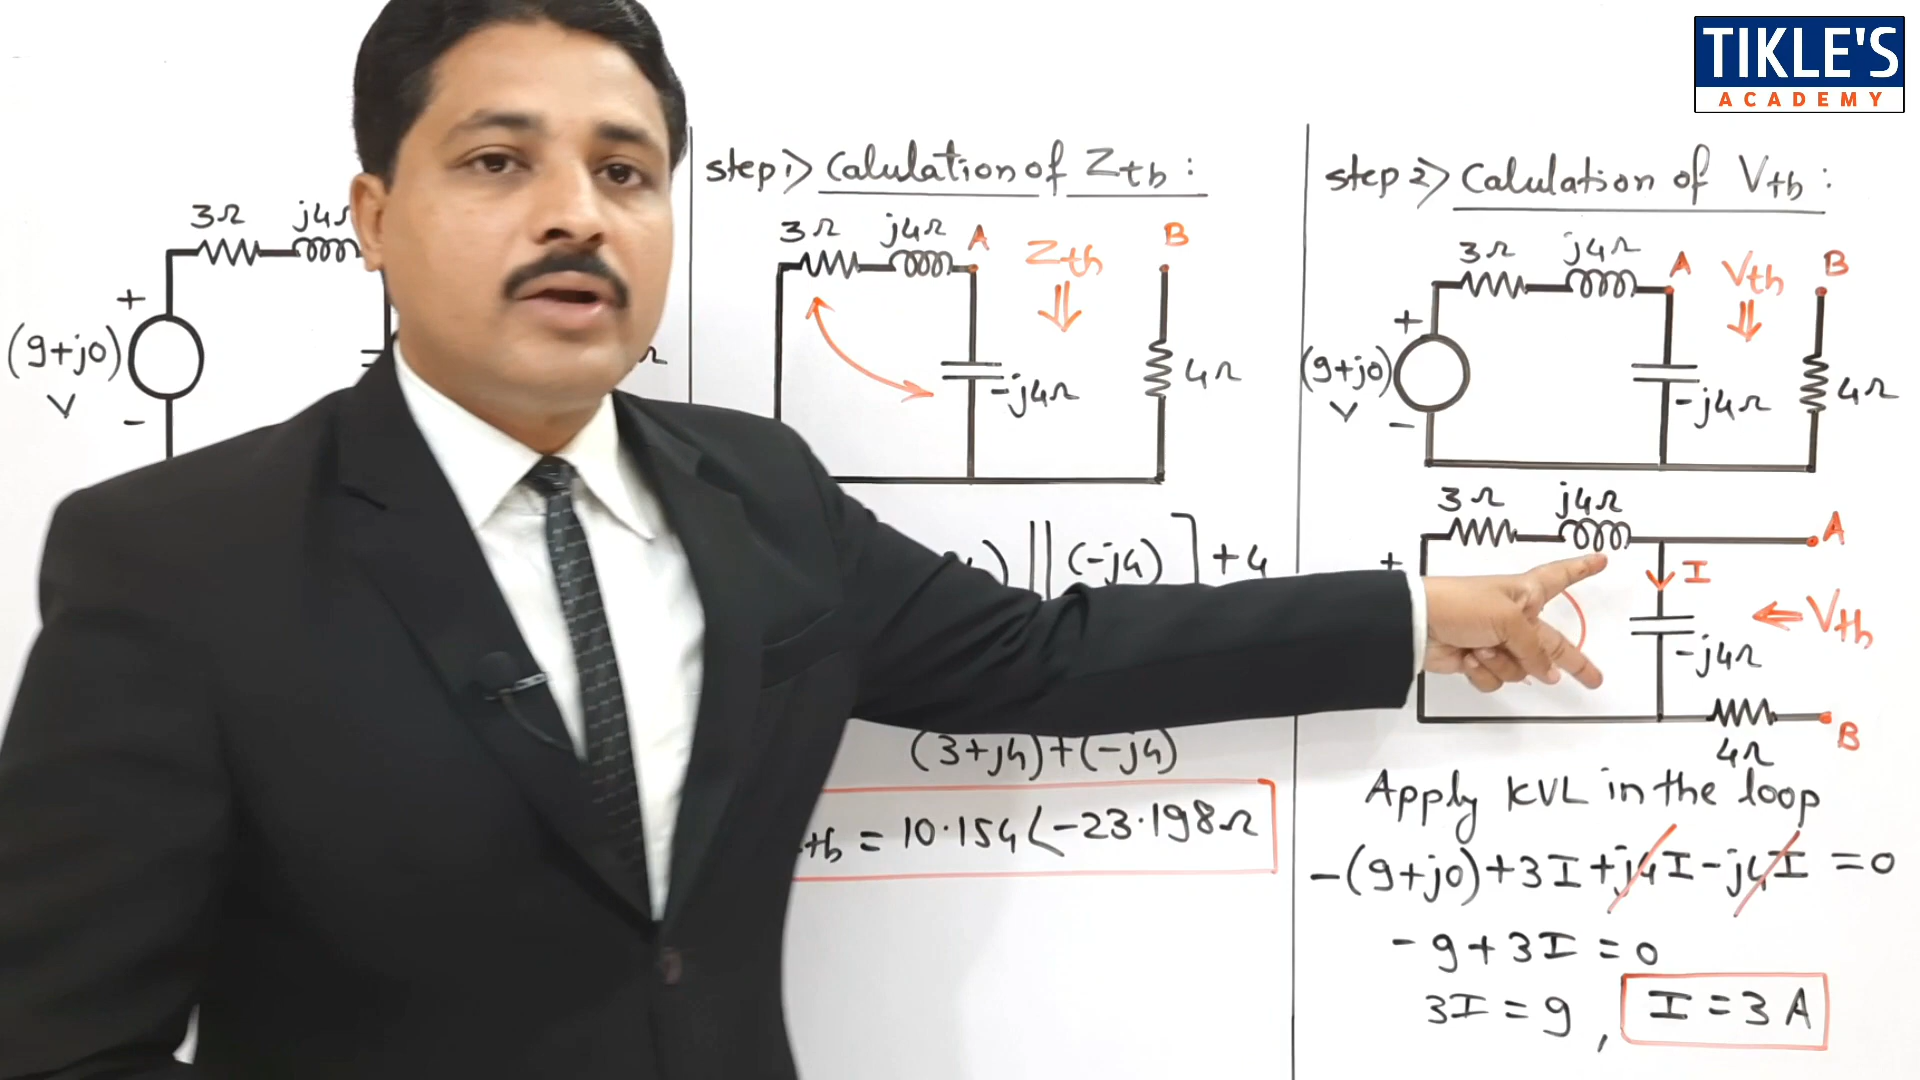 TIKLE'S
ACADEMY
3Ω
j4Ω
+
(9+j0)
V
-
Ω
step 1) Calulation of Zth :
3Ω
j4Ω
A
Zth
⇓
B
-j4Ω
4Ω
) || (-j4) ] + 4
(3+j4)+(-j4)
th = 10.154 ∠-23.198Ω
step 2) Calulation of Vth :
3Ω
j4Ω
A
Vth
⇓
B
+
(9+j0)
V
-
-j4Ω
4Ω
3Ω
j4Ω
A
+
I
⇐ Vth
-j4Ω
4Ω
B
Apply KVL in the loop
-(9+j0)+3I+j4I-j4I = 0
-9+3I = 0
3I = 9 , I = 3 A